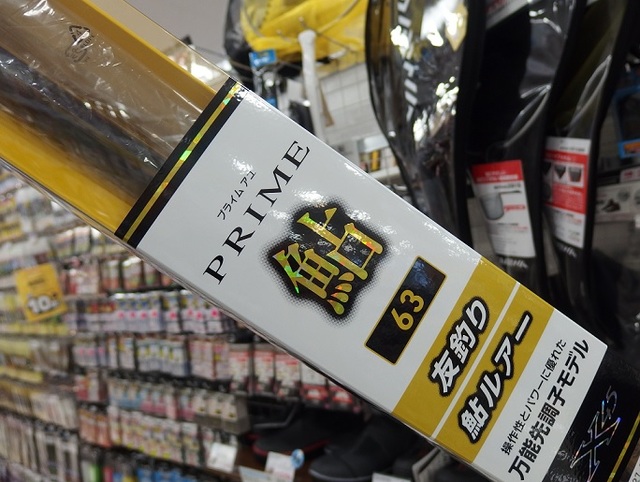 プライム アユ
PRIME
鮎
63
友釣り
鮎ルアー
操作性とパワーに優れた
万能先調子モデル
X45